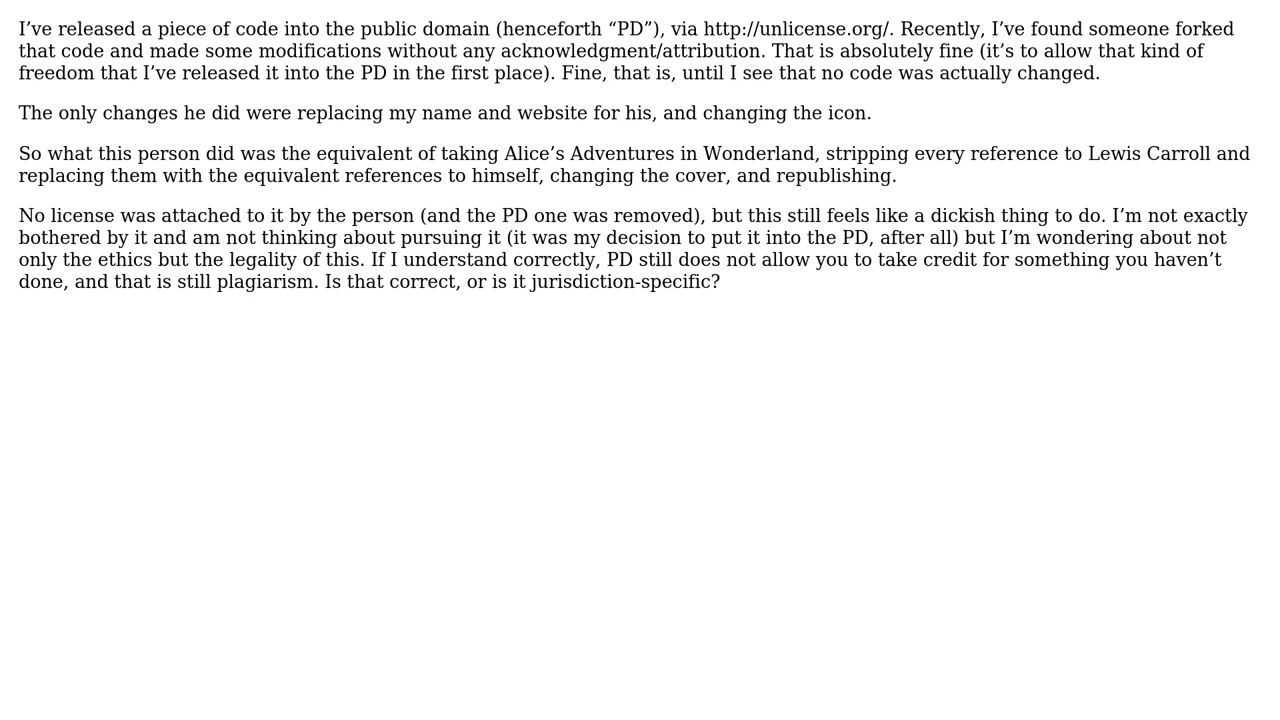 I’ve released a piece of code into the public domain (henceforth “PD”), via http://unlicense.org/. Recently, I’ve found someone forked
that code and made some modifications without any acknowledgment/attribution. That is absolutely fine (it’s to allow that kind of
freedom that I’ve released it into the PD in the first place). Fine, that is, until I see that no code was actually changed.
The only changes he did were replacing my name and website for his, and changing the icon.
So what this person did was the equivalent of taking Alice’s Adventures in Wonderland, stripping every reference to Lewis Carroll and
replacing them with the equivalent references to himself, changing the cover, and republishing.
No license was attached to it by the person (and the PD one was removed), but this still feels like a dickish thing to do. I’m not exactly
bothered by it and am not thinking about pursuing it (it was my decision to put it into the PD, after all) but I’m wondering about not
only the ethics but the legality of this. If I understand correctly, PD still does not allow you to take credit for something you haven’t
done, and that is still plagiarism. Is that correct, or is it jurisdiction-specific?